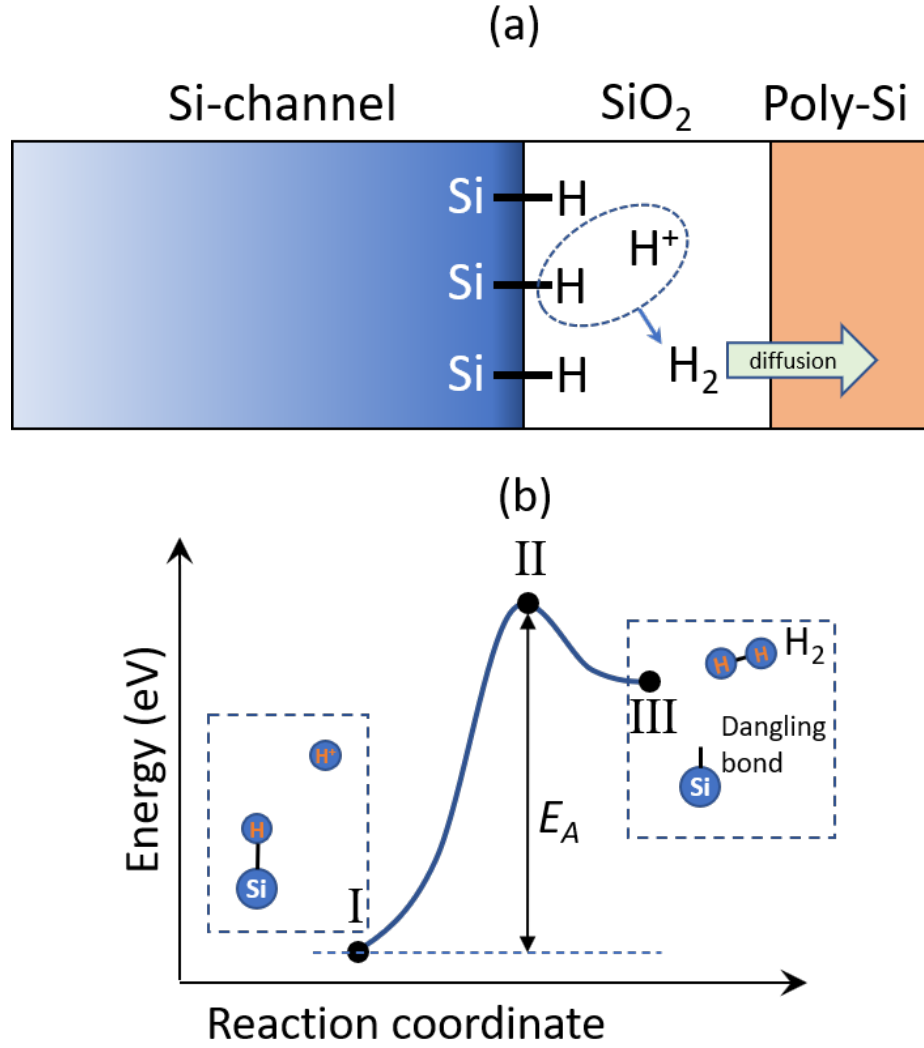 (a)
Si-channel SiO₂ Poly-Si
Si H
H⁺
Si H
Si H
H₂ diffusion
(b)
II
H H H₂
III
Dangling
bond
H⁺
Si
H
E_A
Si
I
Energy (eV)
Reaction coordinate